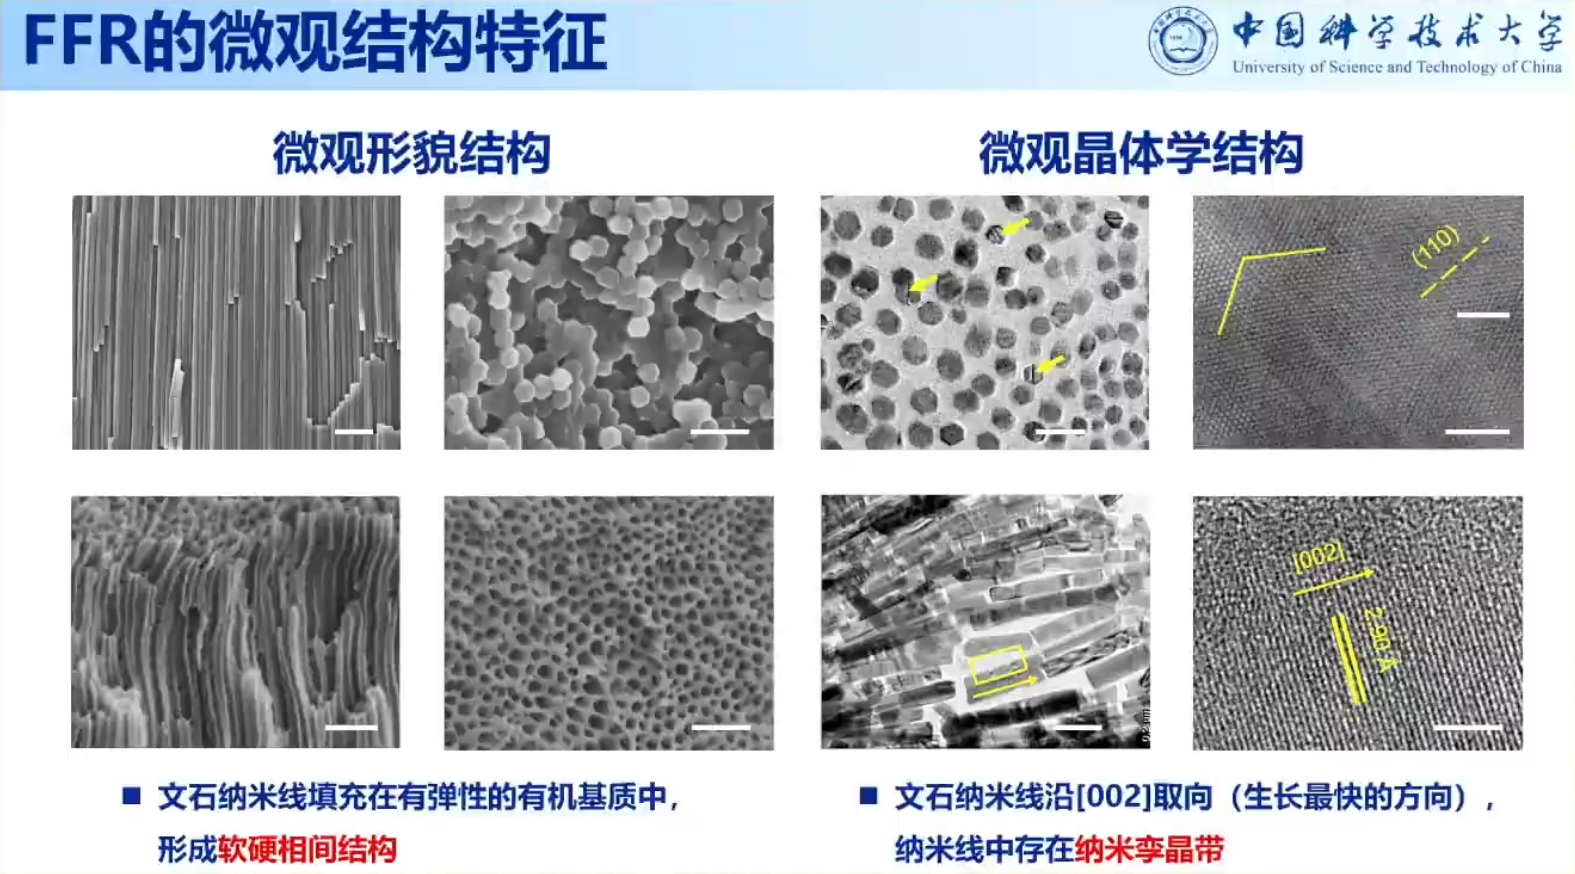 FFR的微观结构特征
中国科学技术大学
University of Science and Technology of China
微观形貌结构
微观晶体学结构
(110)
[002]
2.90 Å
■ 文石纳米线填充在有弹性的有机基质中，
形成软硬相间结构
■ 文石纳米线沿[002]取向（生长最快的方向），
纳米线中存在纳米孪晶带